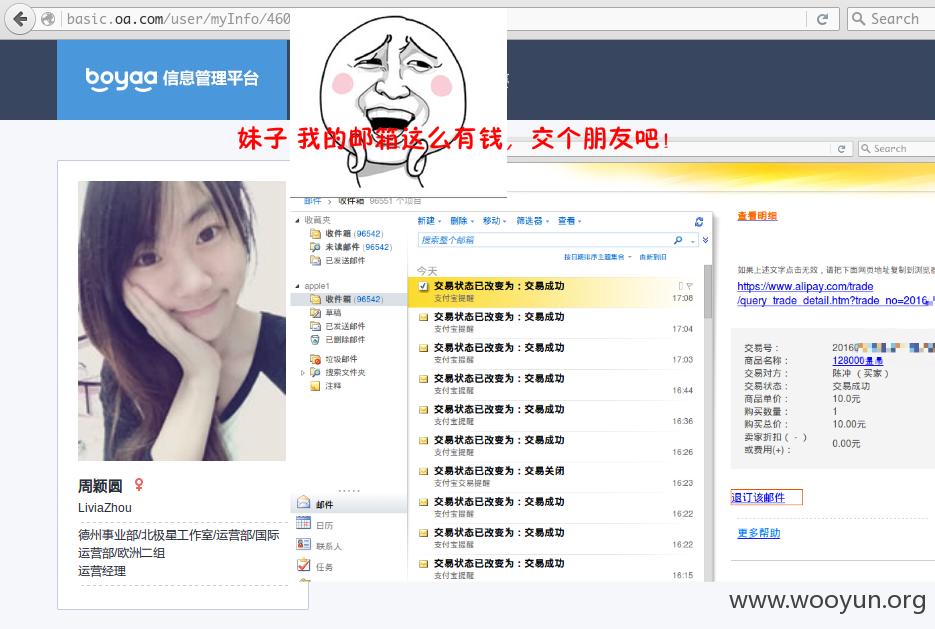 basic.oa.com/user/myInfo/460
Search
boyaa 信息管理平台
妹子 我的邮箱这么有钱，交个朋友吧！
Search
周颖圆 ♀
LiviaZhou
德州事业部/北极星工作室/运营部/国际
运营部/欧洲二组
运营经理
邮件 › 收件箱 96551 个项目
收藏夹
收件箱 (96542)
未读邮件 (96542)
已发送邮件
apple1
收件箱 (96542)
草稿
已发送邮件
已删除邮件
垃圾邮件
搜索文件夹
注释
邮件
日历
联系人
任务
新建 删除 移动 筛选器 查看
搜索整个邮箱
按日期排序主题集合 由新到旧
今天
交易状态已改变为：交易成功
支付宝提醒 17:08
交易状态已改变为：交易成功
支付宝提醒 17:04
交易状态已改变为：交易成功
支付宝提醒 17:03
交易状态已改变为：交易成功
支付宝提醒 16:44
交易状态已改变为：交易成功
支付宝提醒 16:36
交易状态已改变为：交易成功
支付宝提醒 16:26
交易状态已改变为：交易关闭
支付宝交易提醒 16:23
交易状态已改变为：交易成功
支付宝提醒 16:22
交易状态已改变为：交易成功
支付宝提醒 16:22
交易状态已改变为：交易成功
支付宝提醒 16:15
查看明细
如果上述文字点击无效，请把下面网页地址复制到浏览器
https://www.alipay.com/trade
/query_trade_detail.htm?trade_no=2016
交易号： 2016
商品名称： 128000
交易对方： 陈冲 （买家）
交易状态： 交易成功
商品单价： 10.0元
购买数量： 1
购买总价： 10.00元
卖家折扣（ - ）
或费用(+)： 0.00元
退订该邮件
更多帮助
www.wooyun.org